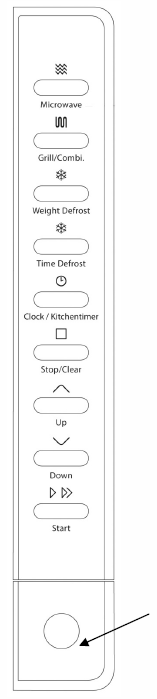 Microwave
Grill/Combi.
Weight Defrost
Time Defrost
Clock / Kitchentimer
Stop/Clear
Up
Down
Start